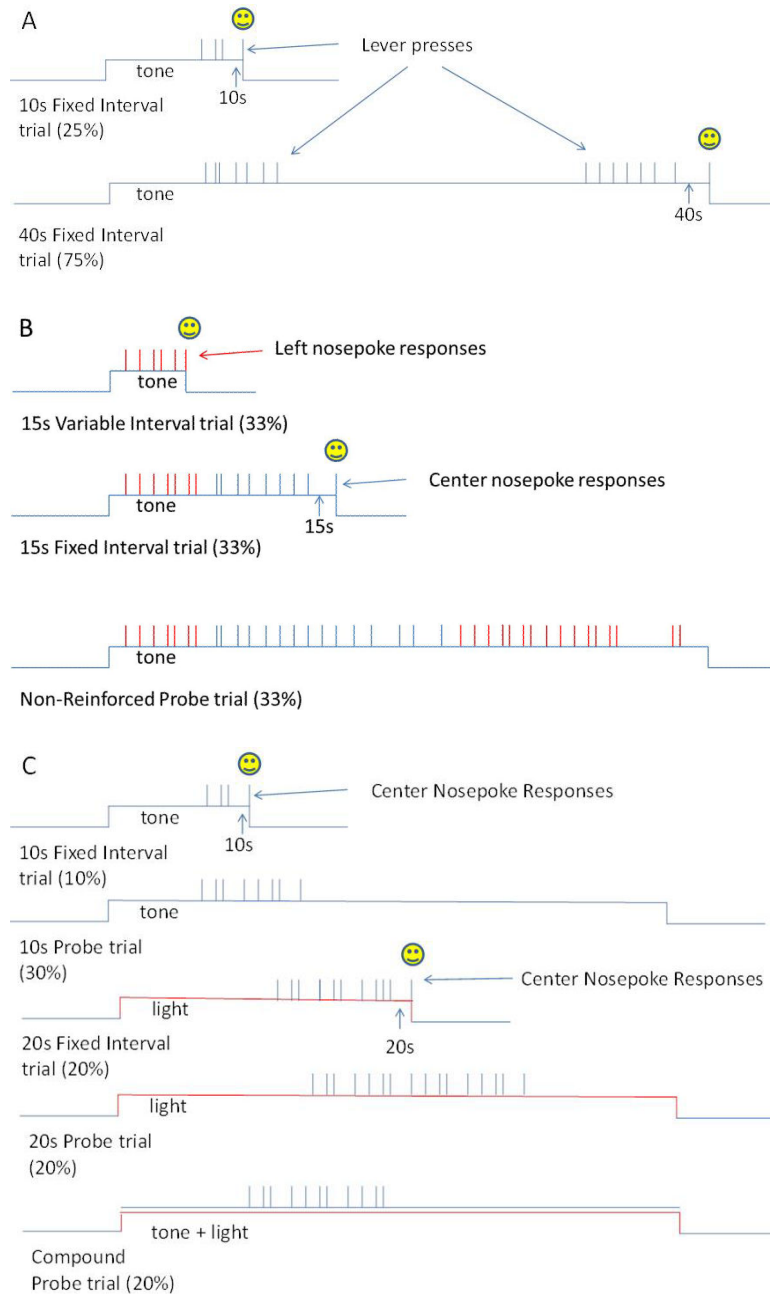 A
Lever presses
tone
10s
10s Fixed Interval
trial (25%)
tone
40s
40s Fixed Interval
trial (75%)
B
Left nosepoke responses
tone
15s Variable Interval trial (33%)
Center nosepoke responses
tone
15s
15s Fixed Interval trial (33%)
tone
Non-Reinforced Probe trial (33%)
C
Center Nosepoke Responses
tone
10s
10s Fixed Interval
trial (10%)
tone
10s Probe trial
(30%)
Center Nosepoke Responses
light
20s
20s Fixed Interval
trial (20%)
light
20s Probe trial
(20%)
tone + light
Compound
Probe trial (20%)